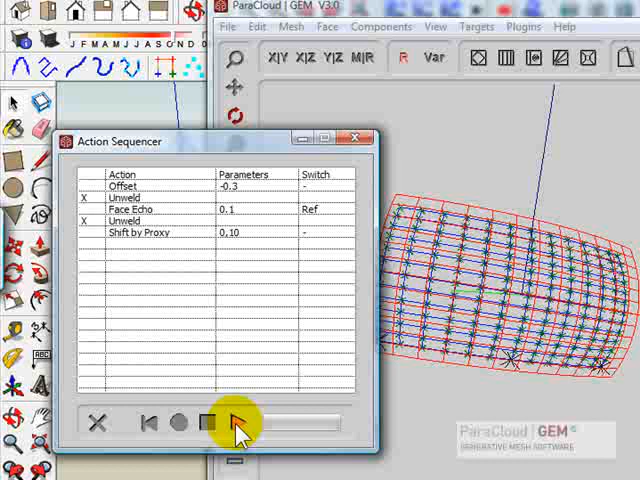 ParaCloud | GEM V3.0
File Edit Mesh Face Components View Targets Plugins Help
J F M A M J J A S O N D
X|Y X|Z Y|Z M|R R Var
Action Sequencer
Action Parameters Switch
Offset -0.3 -
X Unweld
Face Echo 0.1 Ref
X Unweld
Shift by Proxy 0,10 -
ABC
A
ParaCloud | GEM
GENERATIVE MESH SOFTWARE